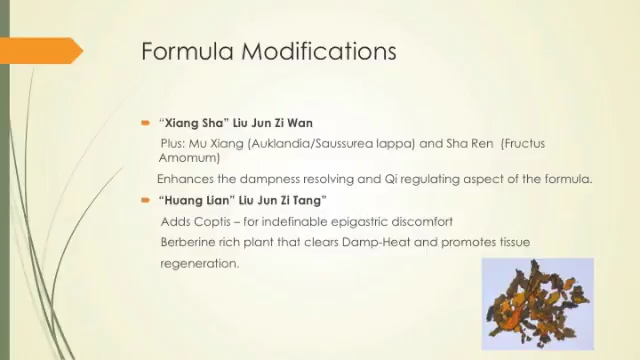 Formula Modifications
“Xiang Sha” Liu Jun Zi Wan
Plus: Mu Xiang (Auklandia/Saussurea lappa) and Sha Ren (Fructus
Amomum)
Enhances the dampness resolving and Qi regulating aspect of the formula.
“Huang Lian” Liu Jun Zi Tang”
Adds Coptis – for indefinable epigastric discomfort
Berberine rich plant that clears Damp-Heat and promotes tissue
regeneration.